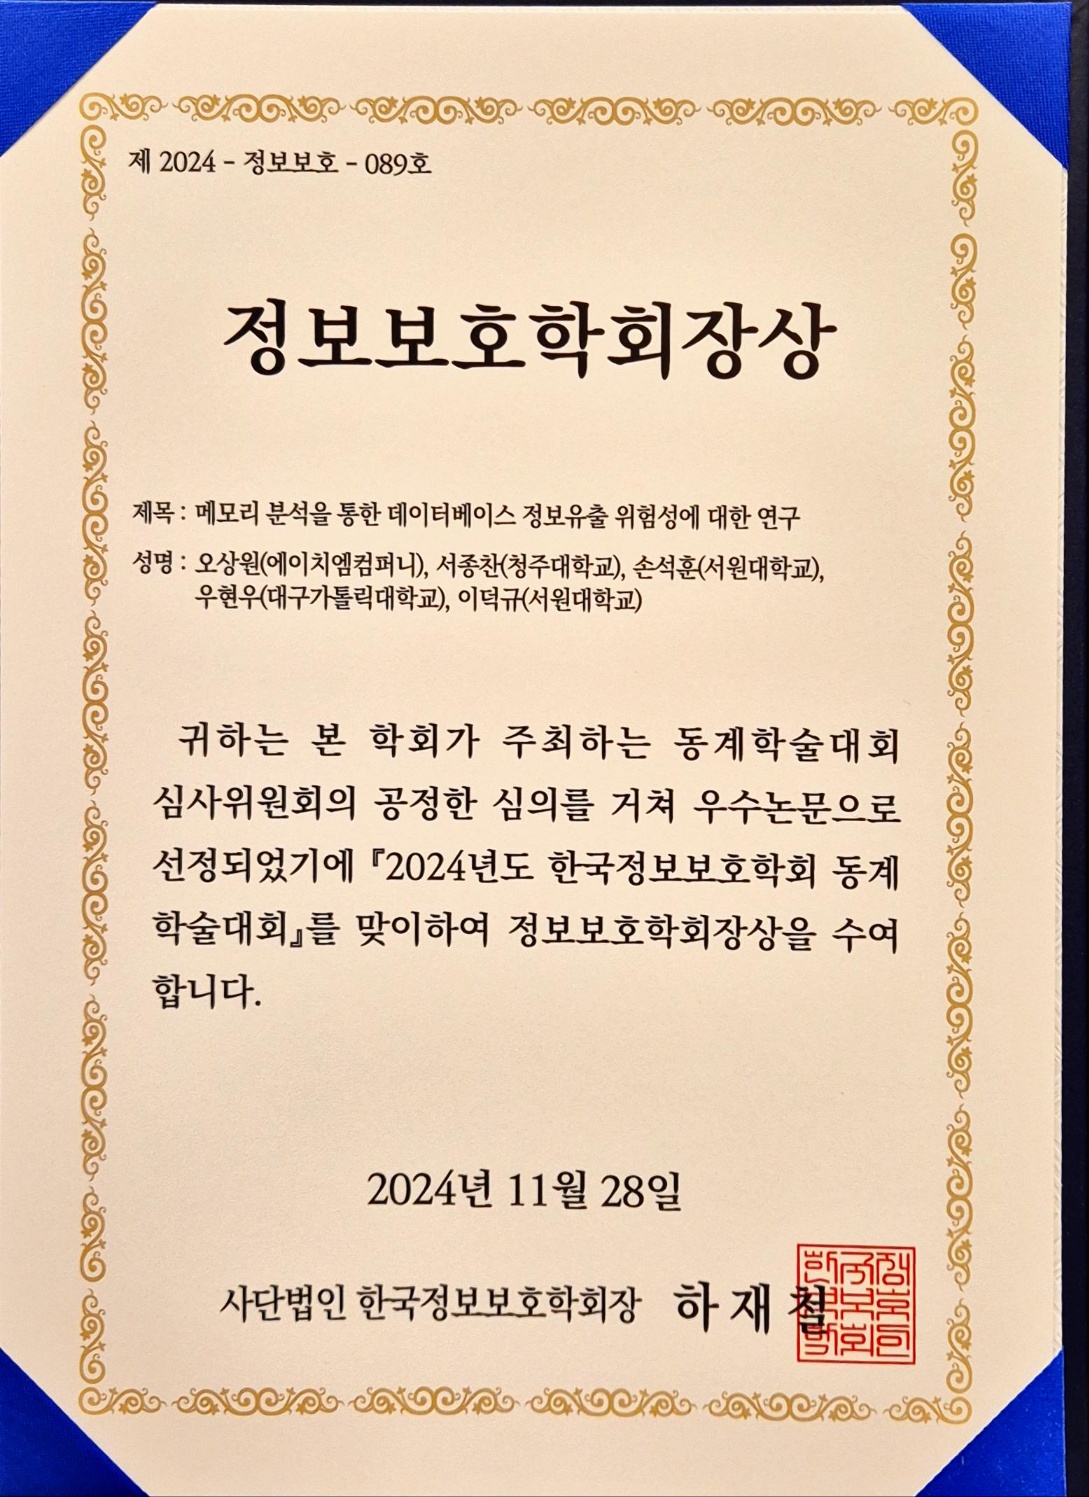 제 2024 - 정보보호 - 089호
정보보호학회장상
제목 : 메모리 분석을 통한 데이터베이스 정보유출 위험성에 대한 연구
성명 : 오상원(에이치엠컴퍼니), 서종찬(청주대학교), 손석훈(서원대학교),
우현우(대구가톨릭대학교), 이덕규(서원대학교)
귀하는 본 학회가 주최하는 동계학술대회
심사위원회의 공정한 심의를 거쳐 우수논문으로
선정되었기에 『2024년도 한국정보보호학회 동계
학술대회』를 맞이하여 정보보호학회장상을 수여
합니다.
2024년 11월 28일
사단법인 한국정보보호학회장 하 재 철